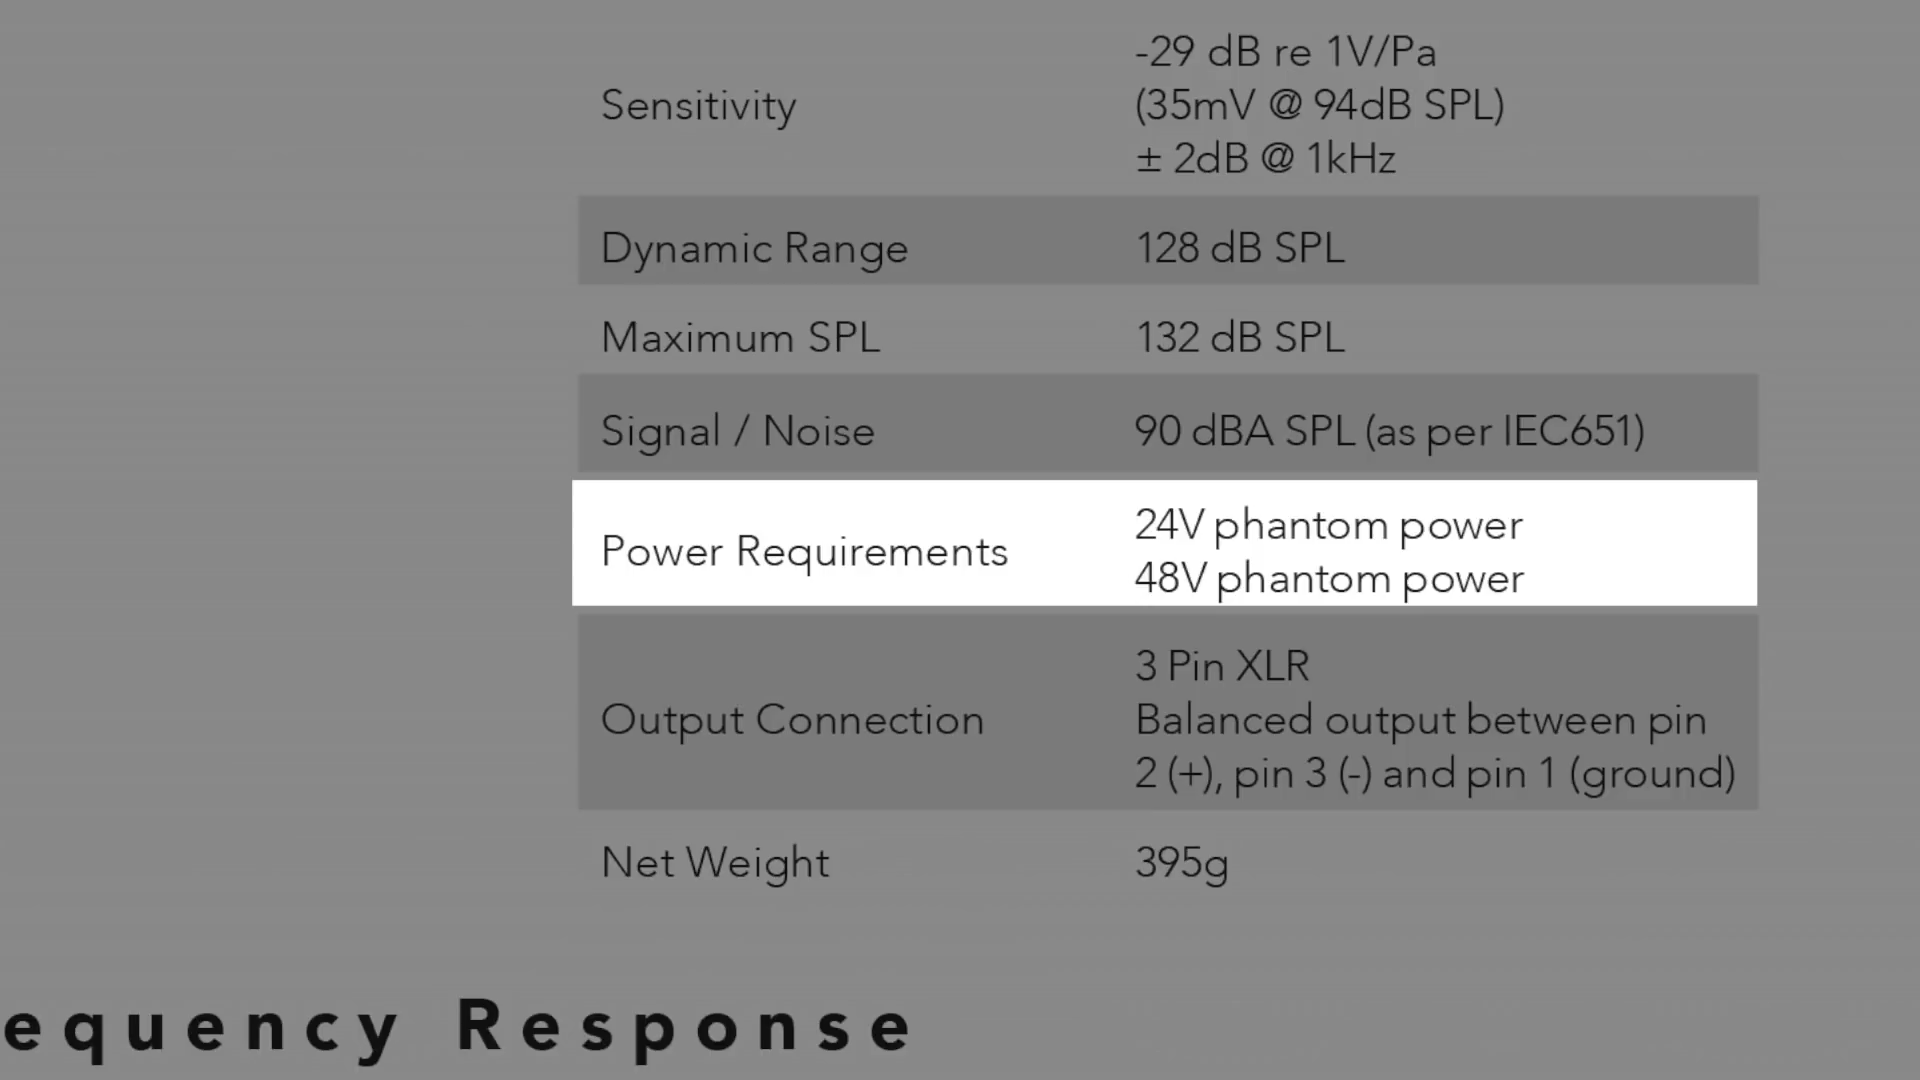 -29 dB re 1V/Pa
Sensitivity (35mV @ 94dB SPL)
± 2dB @ 1kHz
Dynamic Range 128 dB SPL
Maximum SPL 132 dB SPL
Signal / Noise 90 dBA SPL (as per IEC651)
Power Requirements 24V phantom power
48V phantom power
3 Pin XLR
Output Connection Balanced output between pin
2 (+), pin 3 (-) and pin 1 (ground)
Net Weight 395g
equency Response